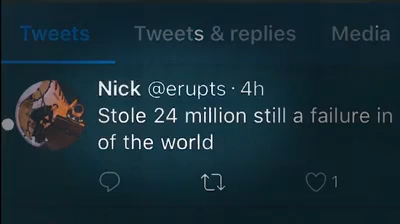 Tweets Tweets & replies Media
Nick @erupts · 4h
Stole 24 million still a failure in
of the world
1